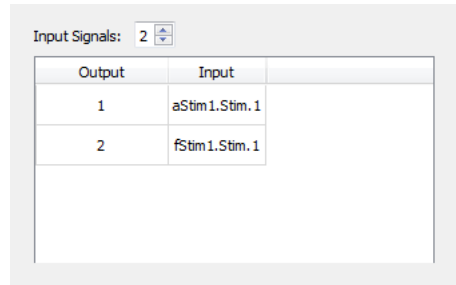 Input Signals: 2
Output Input
1 aStim1.Stim.1
2 fStim1.Stim.1